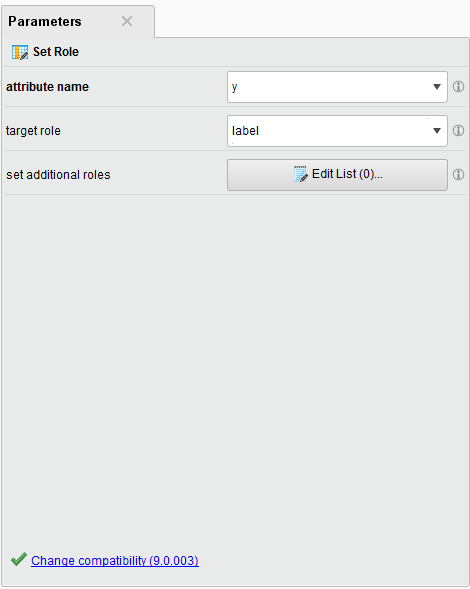 Parameters
Set Role
attribute name y
target role label
set additional roles Edit List (0)...
Change compatibility (9.0.003)